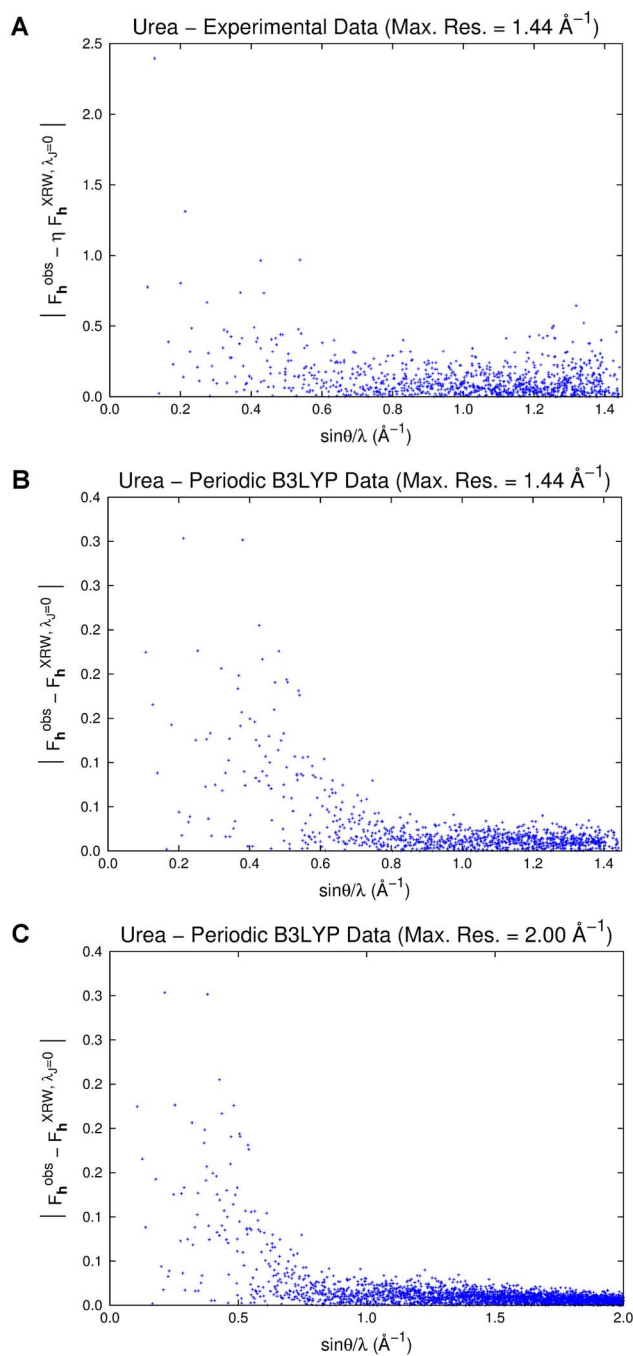 A
Urea – Experimental Data (Max. Res. = 1.44 Å⁻¹)
| F_h^obs – η F_h^XRW, λ_J=0 |
2.5
2.0
1.5
1.0
0.5
0.0
0.0 0.2 0.4 0.6 0.8 1.0 1.2 1.4
sinθ/λ (Å⁻¹)
B
Urea – Periodic B3LYP Data (Max. Res. = 1.44 Å⁻¹)
| F_h^obs – F_h^XRW, λ_J=0 |
0.4
0.3
0.3
0.2
0.2
0.2
0.1
0.1
0.0
0.0 0.2 0.4 0.6 0.8 1.0 1.2 1.4
sinθ/λ (Å⁻¹)
C
Urea – Periodic B3LYP Data (Max. Res. = 2.00 Å⁻¹)
| F_h^obs – F_h^XRW, λ_J=0 |
0.4
0.3
0.3
0.2
0.2
0.2
0.1
0.1
0.0
0.0 0.5 1.0 1.5 2.0
sinθ/λ (Å⁻¹)